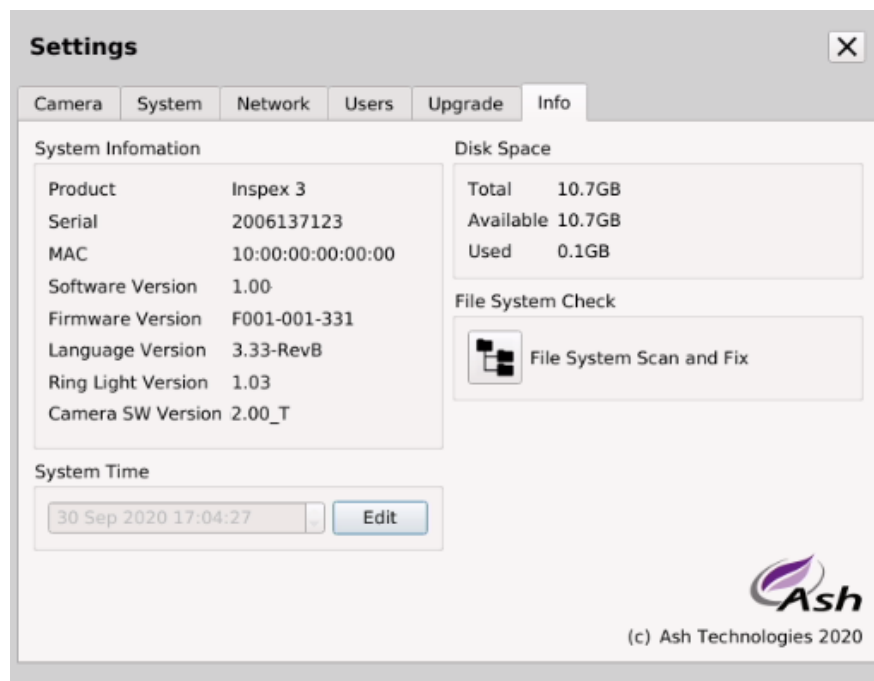 Settings
Camera System Network Users Upgrade Info
System Infomation
Product Inspex 3
Serial 2006137123
MAC 10:00:00:00:00:00
Software Version 1.00
Firmware Version F001-001-331
Language Version 3.33-RevB
Ring Light Version 1.03
Camera SW Version 2.00_T
System Time
30 Sep 2020 17:04:27 Edit
Disk Space
Total 10.7GB
Available 10.7GB
Used 0.1GB
File System Check
File System Scan and Fix
Ash
(c) Ash Technologies 2020